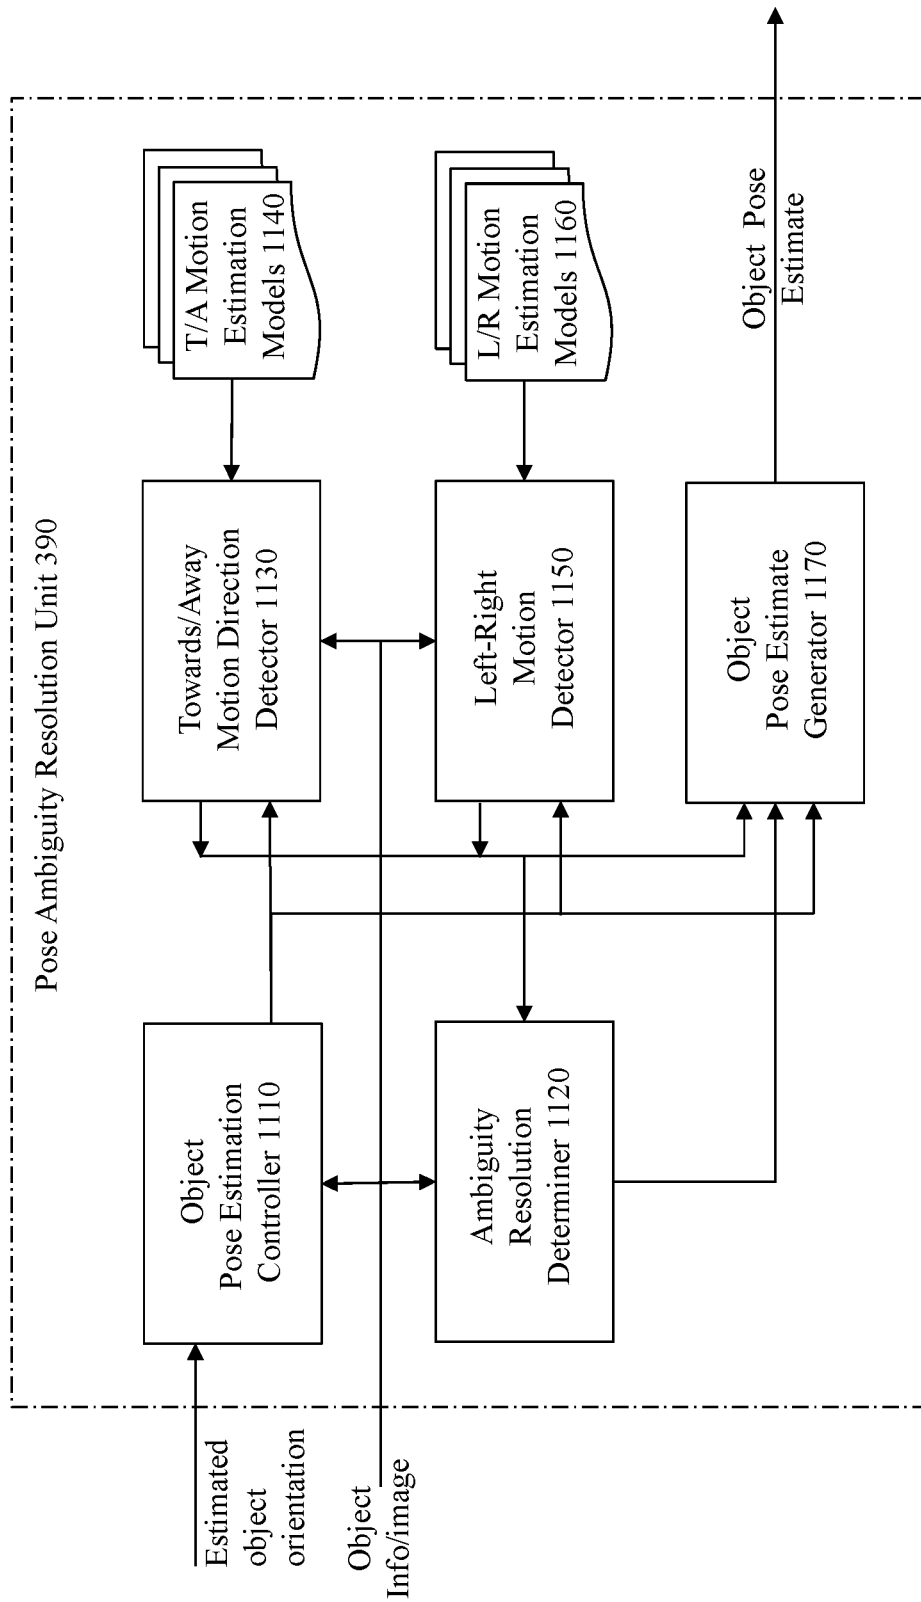 Pose Ambiguity Resolution Unit 390
Estimated
object
orientation
Object
Pose Estimation
Controller 1110
Towards/Away
Motion Direction
Detector 1130
T/A Motion
Estimation
Models 1140
Object
Info/image
Ambiguity
Resolution
Determiner 1120
Left-Right
Motion
Detector 1150
L/R Motion
Estimation
Models 1160
Object
Pose Estimate
Generator 1170
Object Pose
Estimate